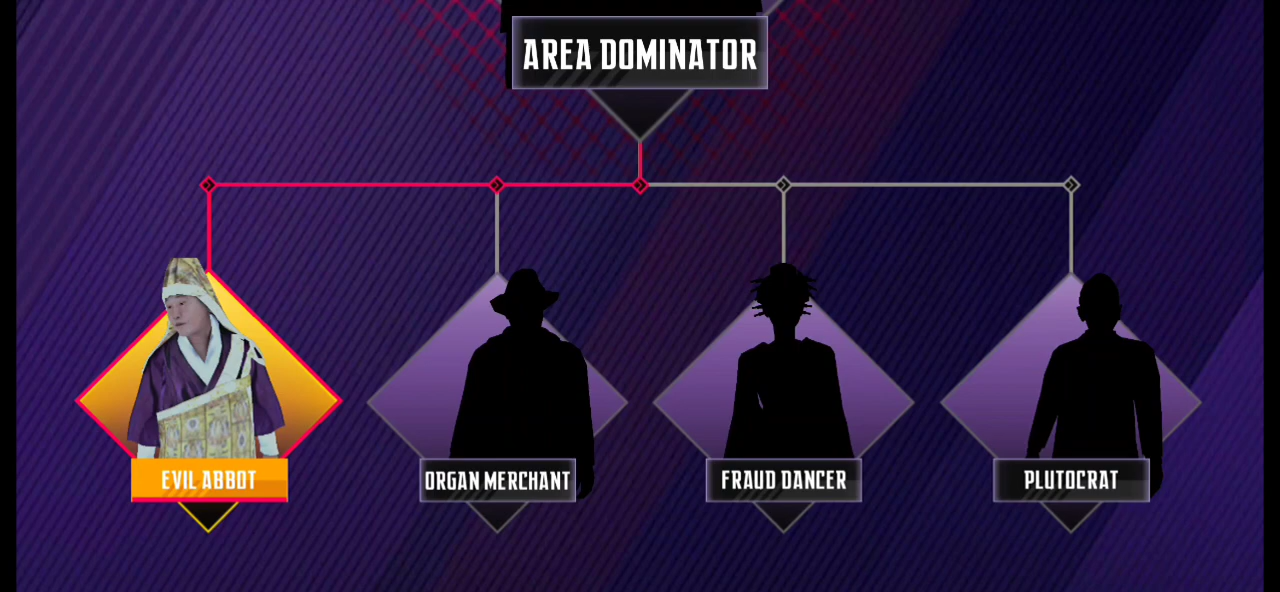 AREA DOMINATOR
EVIL ABBOT
ORGAN MERCHANT
FRAUD DANCER
PLUTOCRAT